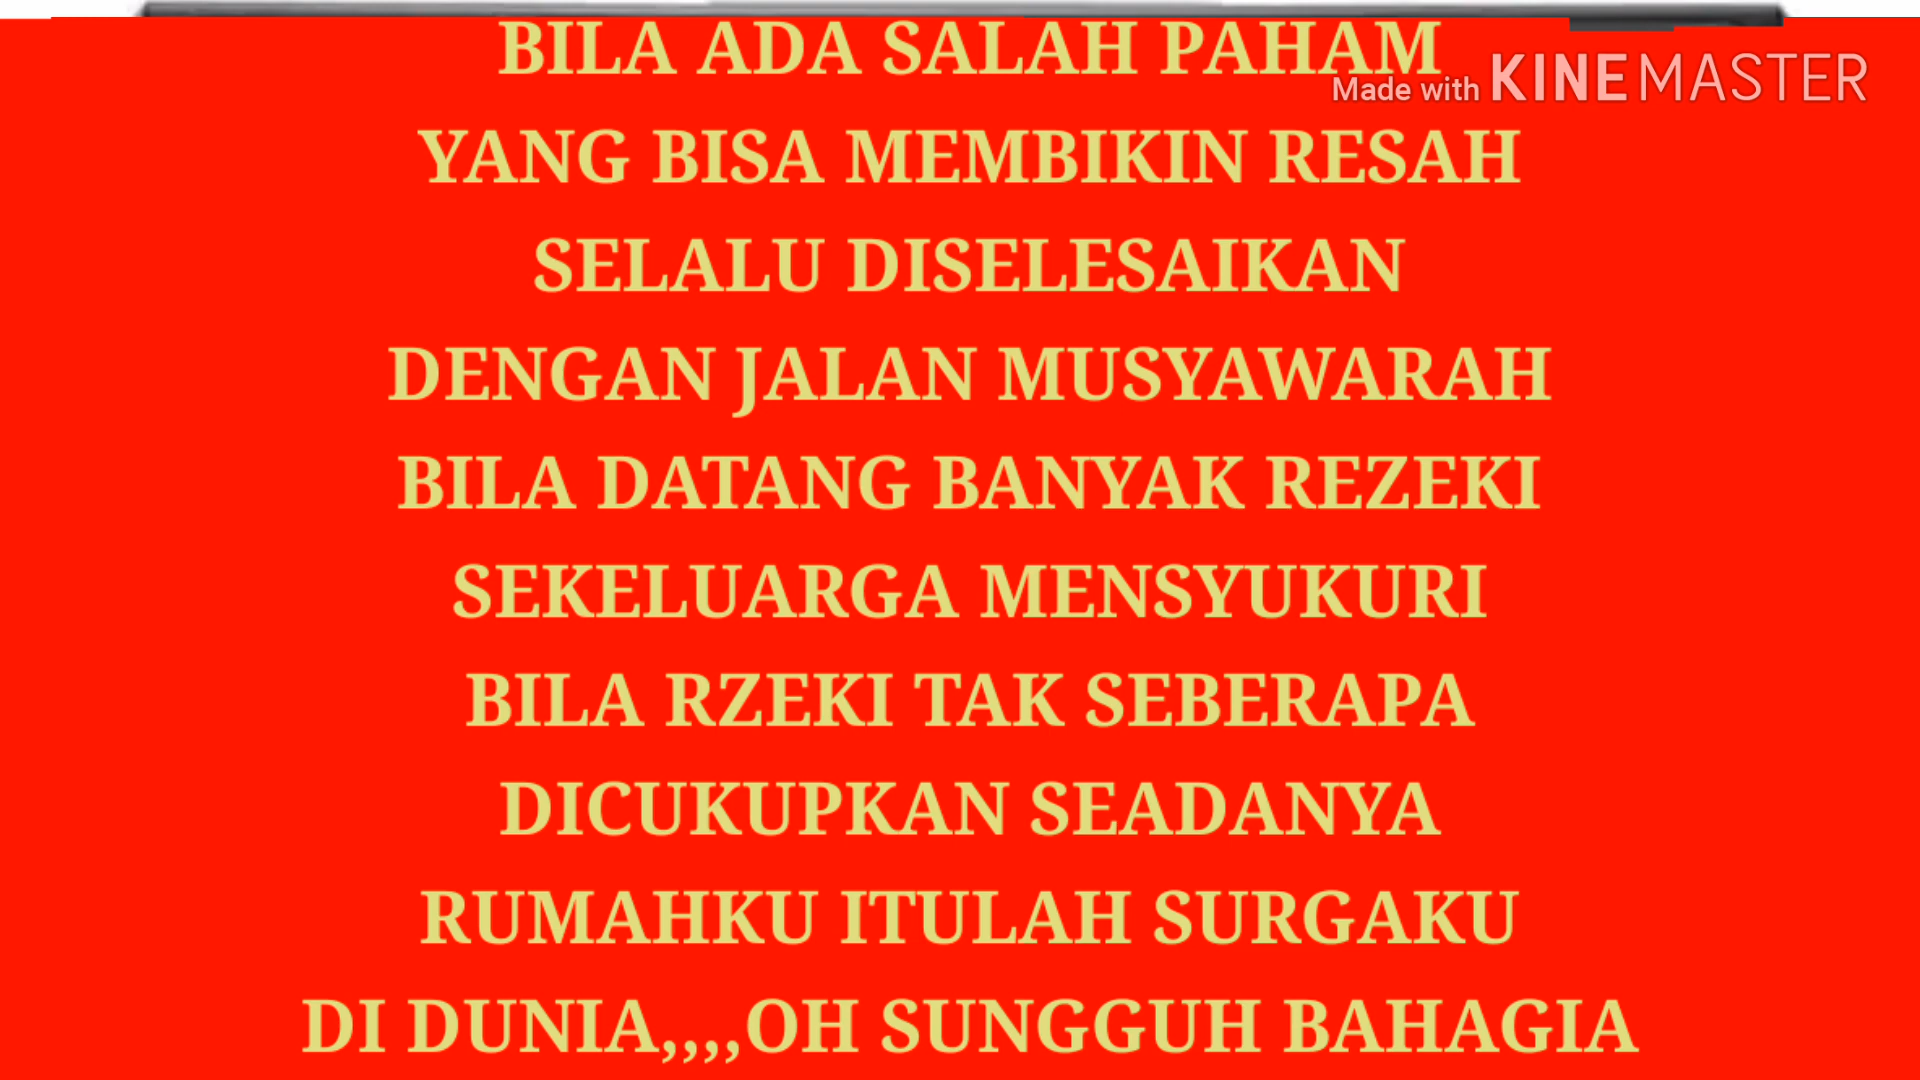 BILA ADA SALAH PAHAM
Made with KINEMASTER
YANG BISA MEMBIKIN RESAH
SELALU DISELESAIKAN
DENGAN JALAN MUSYAWARAH
BILA DATANG BANYAK REZEKI
SEKELUARGA MENSYUKURI
BILA RZEKI TAK SEBERAPA
DICUKUPKAN SEADANYA
RUMAHKU ITULAH SURGAKU
DI DUNIA,,,,OH SUNGGUH BAHAGIA